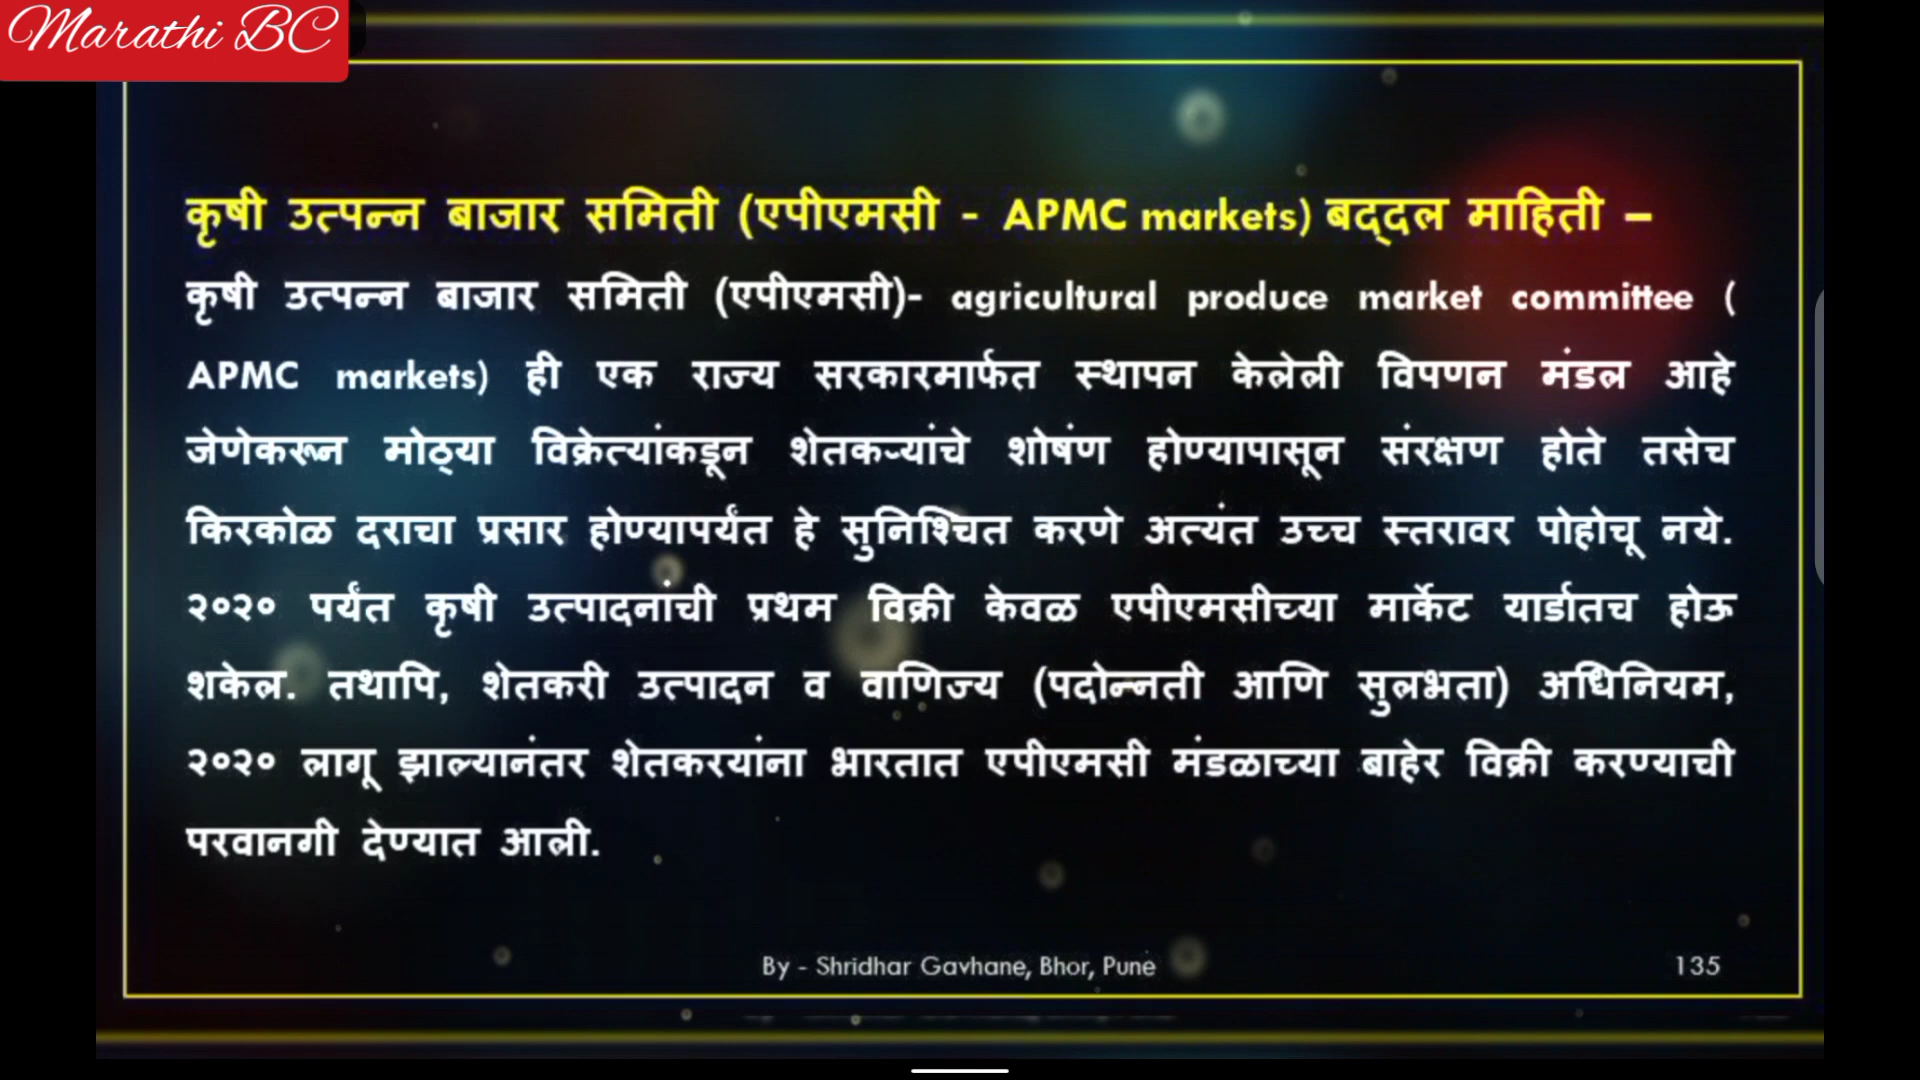 Marathi BC
कृषी उत्पन्न बाजार समिती (एपीएमसी - APMC markets) बद्दल माहिती –
कृषी उत्पन्न बाजार समिती (एपीएमसी)- agricultural produce market committee (
APMC markets) ही एक राज्य सरकारमार्फत स्थापन केलेली विपणन मंडल आहे
जेणेकरून मोठ्या विक्रेत्यांकडून शेतकऱ्यांचे शोषंण होण्यापासून संरक्षण होते तसेच
किरकोळ दराचा प्रसार होण्यापर्यंत हे सुनिश्चित करणे अत्यंत उच्च स्तरावर पोहोचू नये.
२०२० पर्यंत कृषी उत्पादनांची प्रथम विक्री केवळ एपीएमसीच्या मार्केट यार्डातच होऊ
शकेल. तथापि, शेतकरी उत्पादन व वाणिज्य (पदोन्नती आणि सुलभता) अधिनियम,
२०२० लागू झाल्यानंतर शेतकरयांना भारतात एपीएमसी मंडळाच्या बाहेर विक्री करण्याची
परवानगी देण्यात आली.
By - Shridhar Gavhane, Bhor, Pune
135